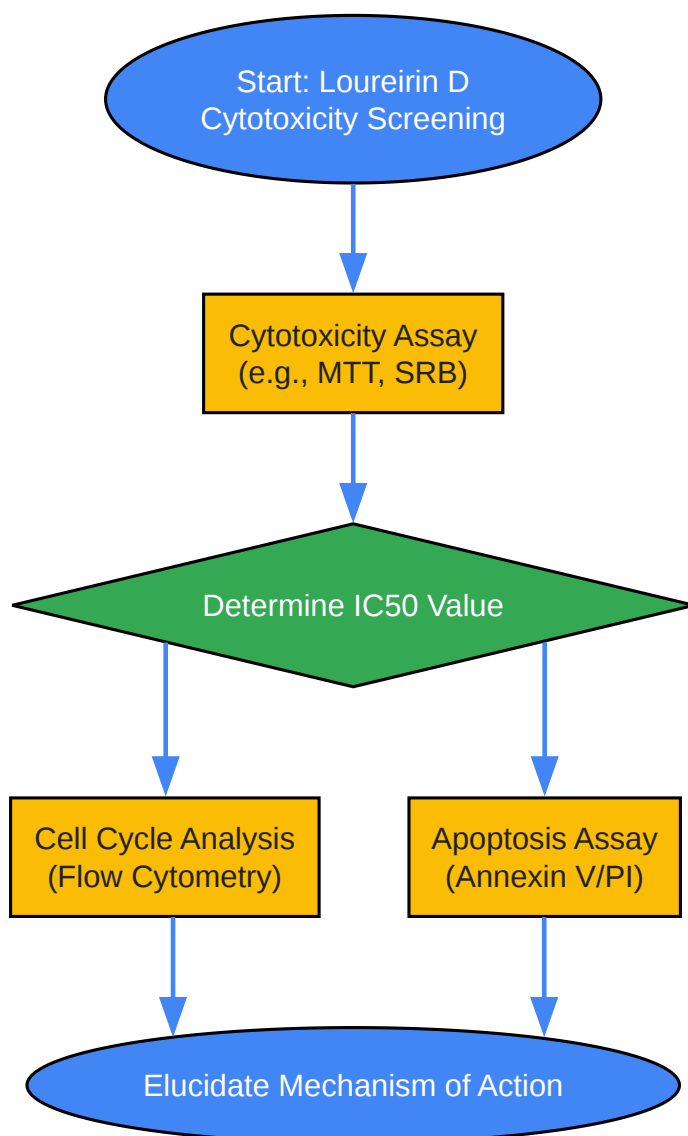 Start: Loureirin D
Cytotoxicity Screening
Cytotoxicity Assay
(e.g., MTT, SRB)
Determine IC50 Value
Cell Cycle Analysis
(Flow Cytometry)
Apoptosis Assay
(Annexin V/PI)
Elucidate Mechanism of Action